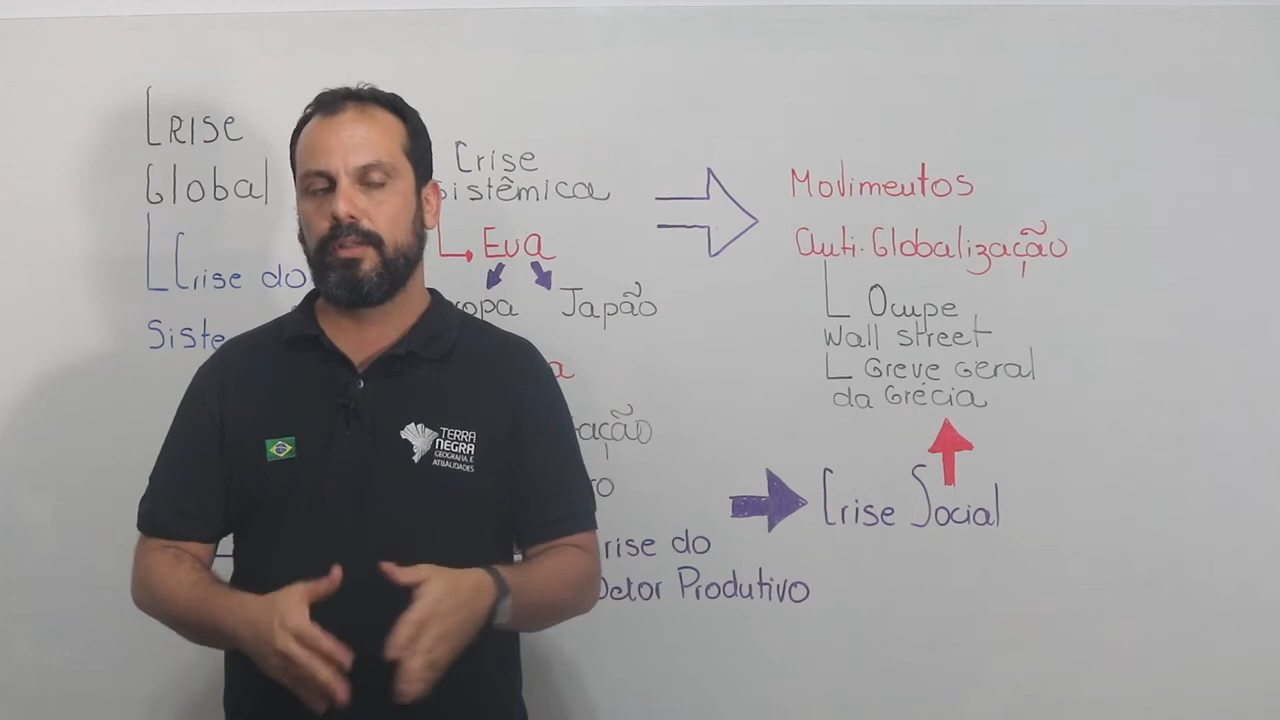 Crise
Global
Crise do
Siste
Crise
sistêmica
Eua
ropa
Japão
a
ação
ro
rise do
Setor Produtivo
Movimentos
Anti-Globalização
Ocupe
Wall street
Greve Geral
da Grécia
Crise Social
TERRA
NEGRA
GEOGRAFIA E
ATUALIDADES